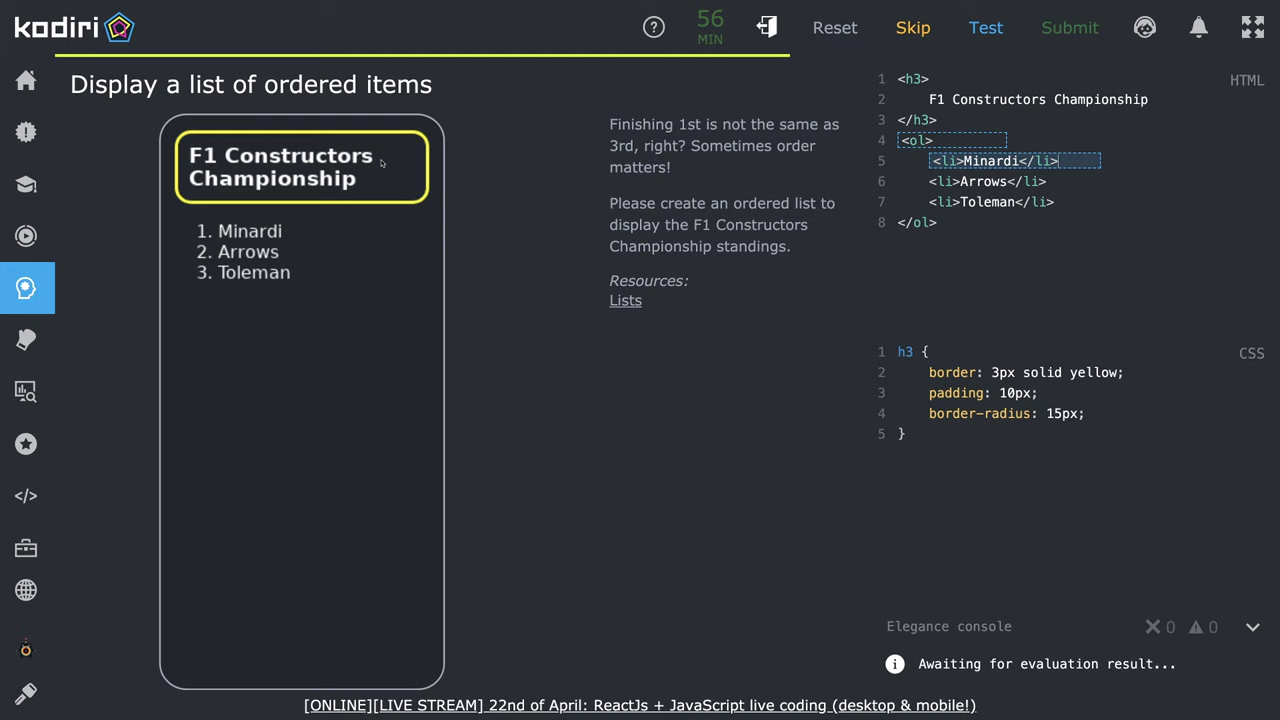 kodiri
56
MIN
Reset
Skip
Test
Submit
Display a list of ordered items
F1 Constructors
Championship
1. Minardi
2. Arrows
3. Toleman
Finishing 1st is not the same as
3rd, right? Sometimes order
matters!
Please create an ordered list to
display the F1 Constructors
Championship standings.
Resources:
Lists
HTML
1 <h3>
2 F1 Constructors Championship
3 </h3>
4 <ol>
5 <li>Minardi</li>
6 <li>Arrows</li>
7 <li>Toleman</li>
8 </ol>
CSS
1 h3 {
2 border: 3px solid yellow;
3 padding: 10px;
4 border-radius: 15px;
5 }
Elegance console
0
0
Awaiting for evaluation result...
[ONLINE][LIVE STREAM] 22nd of April: ReactJs + JavaScript live coding (desktop & mobile!)